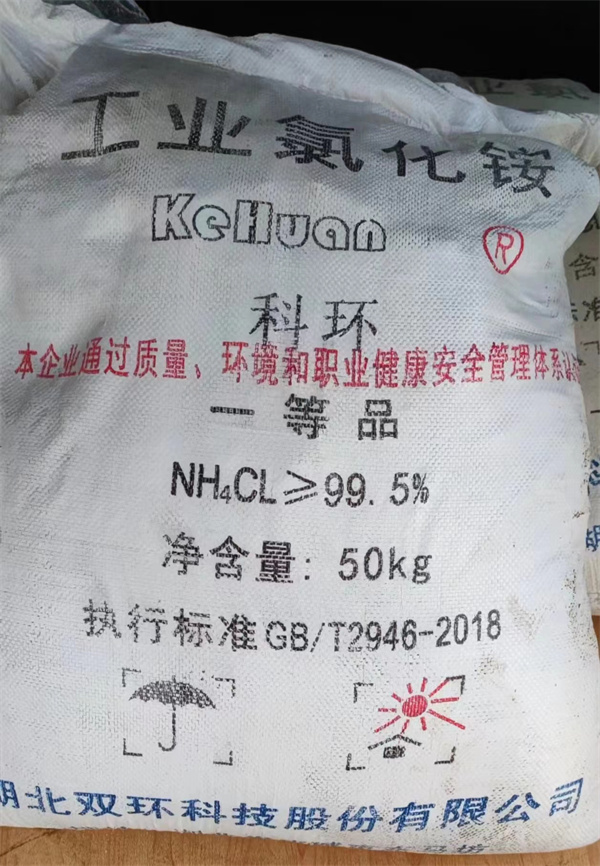 工业氯化铵
KeHuan
R
科环
本企业通过质量、环境和职业健康安全管理体系认
一等品
NH₄CL≥99.5%
净含量: 50kg
执行标准GB/T2946-2018
湖北双环科技股份有限公司